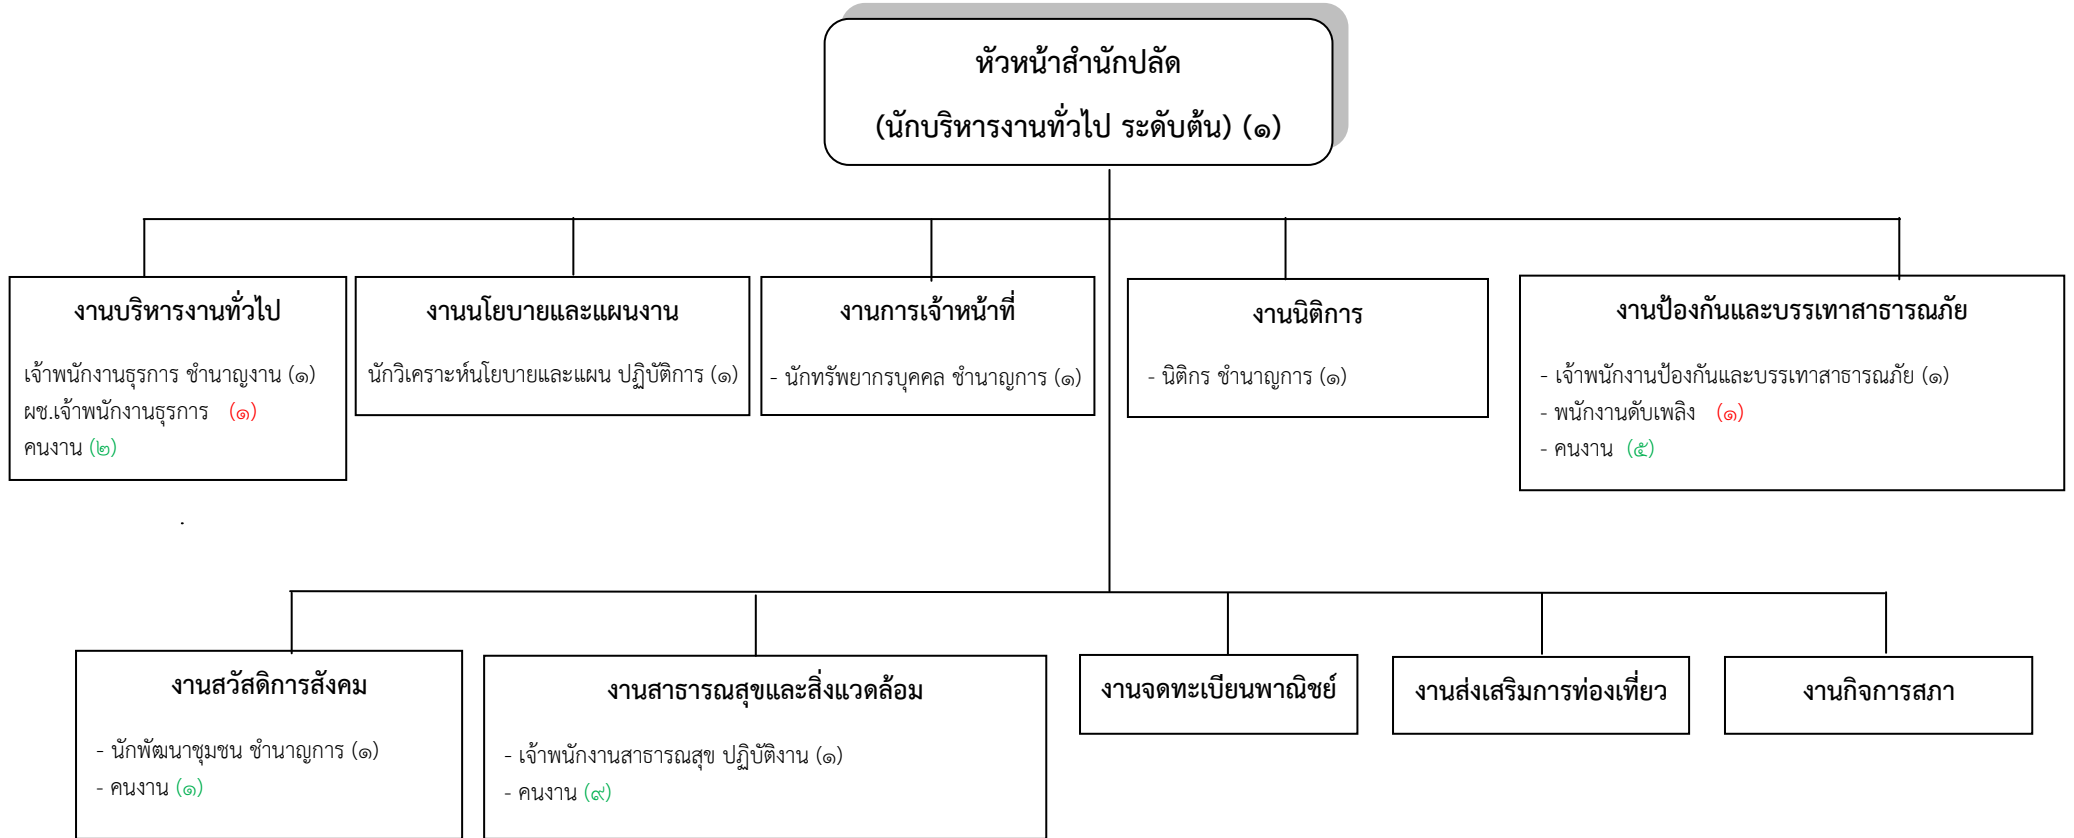 หัวหน้าสำนักปลัด
(นักบริหารงานทั่วไป ระดับต้น) (๑)
งานบริหารงานทั่วไป
เจ้าพนักงานธุรการ ชำนาญงาน (๑)
ผช.เจ้าพนักงานธุรการ (๑)
คนงาน (๒)
งานนโยบายและแผนงาน
นักวิเคราะห์นโยบายและแผน ปฏิบัติการ (๑)
งานการเจ้าหน้าที่
- นักทรัพยากรบุคคล ชำนาญการ (๑)
งานนิติการ
- นิติกร ชำนาญการ (๑)
งานป้องกันและบรรเทาสาธารณภัย
- เจ้าพนักงานป้องกันและบรรเทาสาธารณภัย (๑)
- พนักงานดับเพลิง (๑)
- คนงาน (๕)
.
งานสวัสดิการสังคม
- นักพัฒนาชุมชน ชำนาญการ (๑)
- คนงาน (๑)
งานสาธารณสุขและสิ่งแวดล้อม
- เจ้าพนักงานสาธารณสุข ปฏิบัติงาน (๑)
- คนงาน (๙)
งานจดทะเบียนพาณิชย์
งานส่งเสริมการท่องเที่ยว
งานกิจการสภา